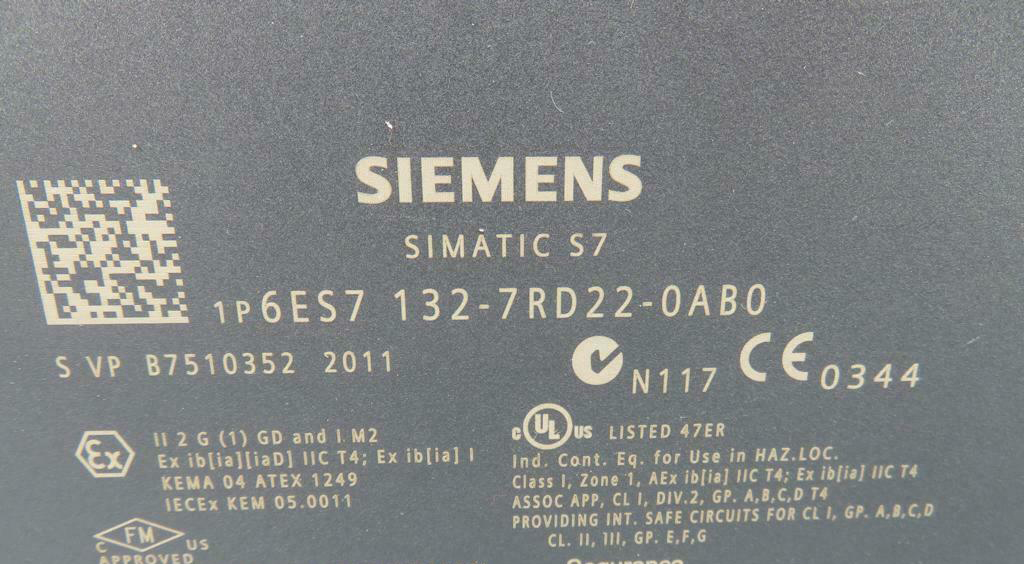 SIEMENS
SIMATIC S7
1P6ES7 132-7RD22-0AB0
S VP B7510352 2011
N117 CE 0344
Ex II 2 G (1) GD and I M2
Ex ib[ia][iaD] IIC T4; Ex ib[ia] I
KEMA 04 ATEX 1249
IECEx KEM 05.0011
C FM US
APPROVED
C UL US LISTED 47ER
Ind. Cont. Eq. for Use in HAZ.LOC.
Class I, Zone 1, AEx ib[ia] IIC T4; Ex ib[ia] IIC T4
ASSOC APP, CL I, DIV.2, GP. A,B,C,D T4
PROVIDING INT. SAFE CIRCUITS FOR CL I, GP. A,B,C,D
CL. II, III, GP. E,F,G